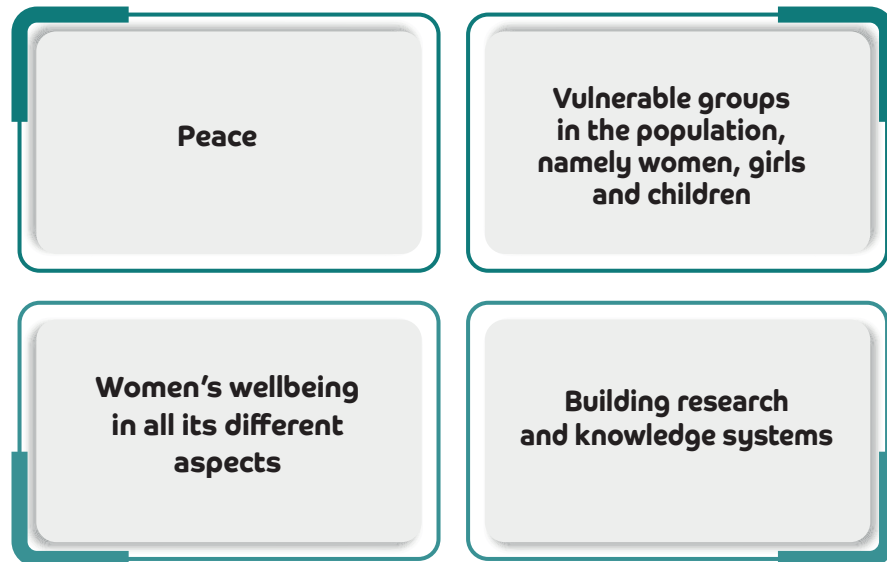 Peace
Vulnerable groups
in the population,
namely women, girls
and children
Women’s wellbeing
in all its different
aspects
Building research
and knowledge systems